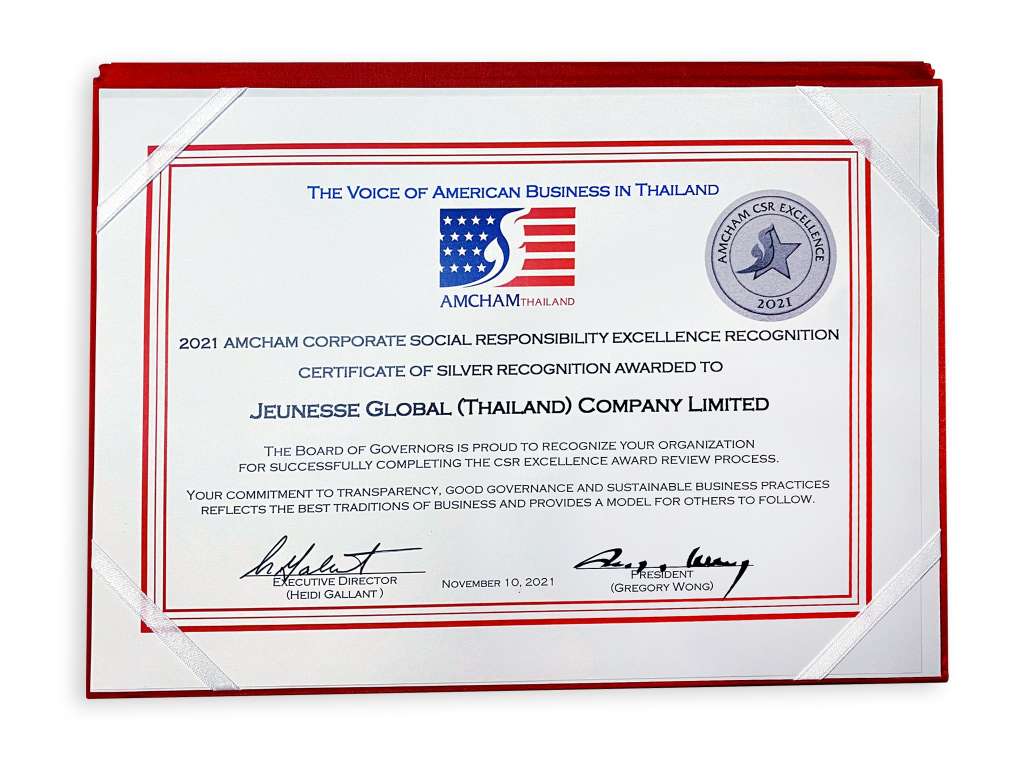 THE VOICE OF AMERICAN BUSINESS IN THAILAND
AMCHAM THAILAND
AMCHAM CSR EXCELLENCE
2021
2021 AMCHAM CORPORATE SOCIAL RESPONSIBILITY EXCELLENCE RECOGNITION
CERTIFICATE OF SILVER RECOGNITION AWARDED TO
JEUNESSE GLOBAL (THAILAND) COMPANY LIMITED
THE BOARD OF GOVERNORS IS PROUD TO RECOGNIZE YOUR ORGANIZATION
FOR SUCCESSFULLY COMPLETING THE CSR EXCELLENCE AWARD REVIEW PROCESS.
YOUR COMMITMENT TO TRANSPARENCY, GOOD GOVERNANCE AND SUSTAINABLE BUSINESS PRACTICES
REFLECTS THE BEST TRADITIONS OF BUSINESS AND PROVIDES A MODEL FOR OTHERS TO FOLLOW.
EXECUTIVE DIRECTOR
(HEIDI GALLANT )
NOVEMBER 10, 2021
PRESIDENT
(GREGORY WONG)